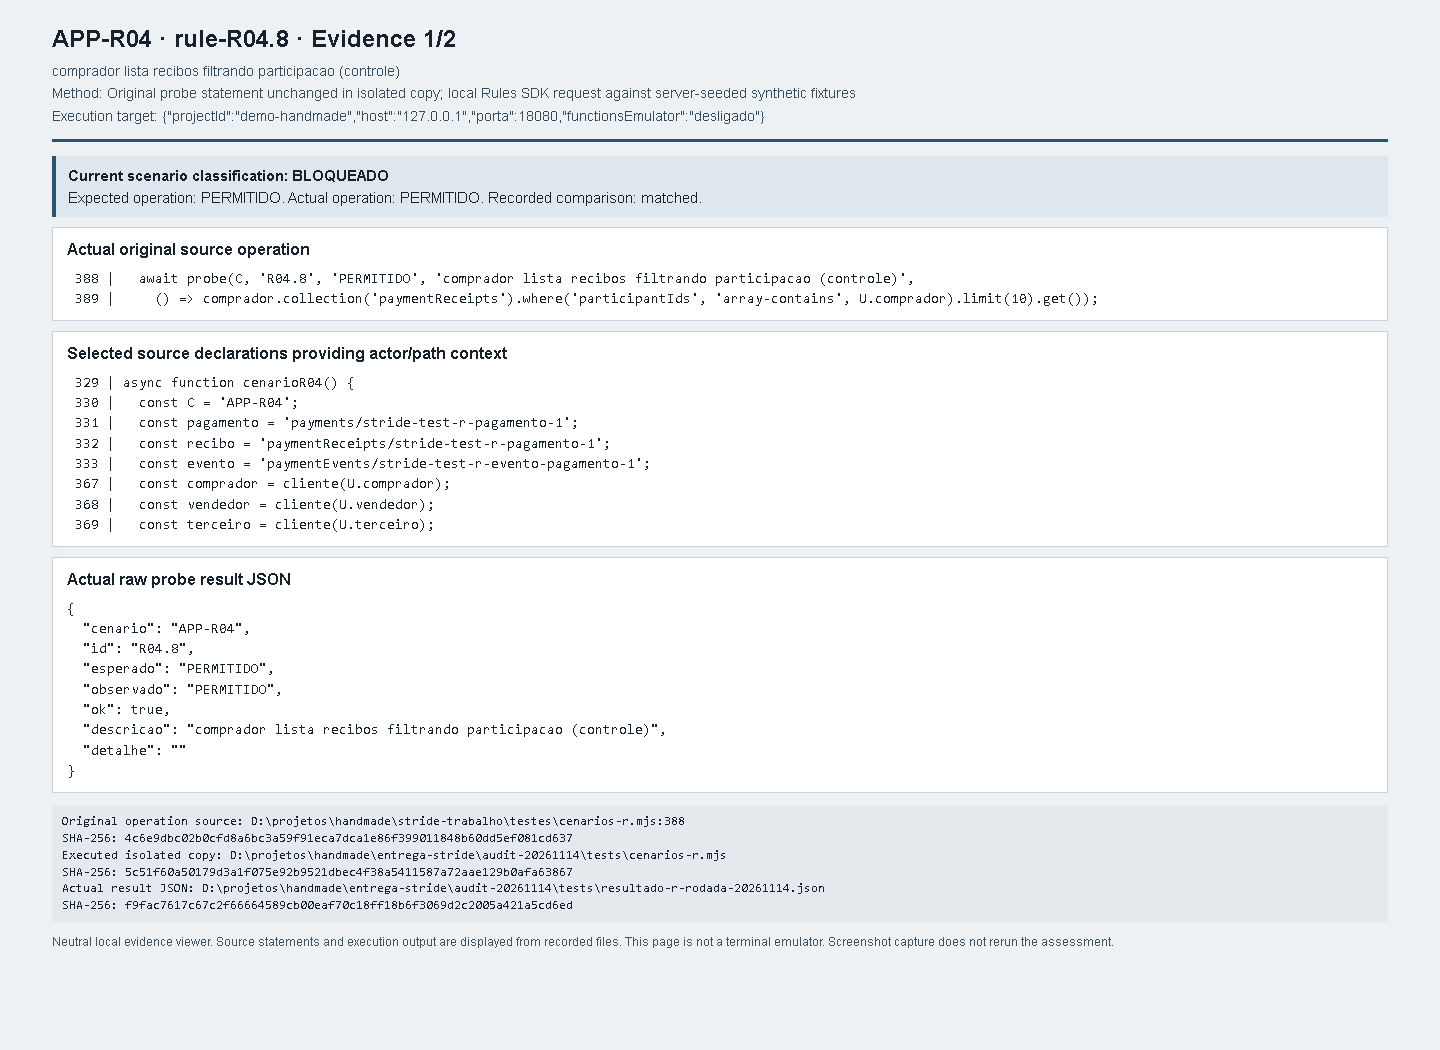 APP-R04 · rule-R04.8 · Evidence 1/2
comprador lista recibos filtrando participacao (controle)
Method: Original probe statement unchanged in isolated copy; local Rules SDK request against server-seeded synthetic fixtures
Execution target: {"projectId":"demo-handmade","host":"127.0.0.1","porta":18080,"functionsEmulator":"desligado"}
Current scenario classification: BLOQUEADO
Expected operation: PERMITIDO. Actual operation: PERMITIDO. Recorded comparison: matched.
Actual original source operation
388 |   await probe(C, 'R04.8', 'PERMITIDO', 'comprador lista recibos filtrando participacao (controle)',
389 |     () => comprador.collection('paymentReceipts').where('participantIds', 'array-contains', U.comprador).limit(10).get());
Selected source declarations providing actor/path context
329 | async function cenarioR04() {
330 |   const C = 'APP-R04';
331 |   const pagamento = 'payments/stride-test-r-pagamento-1';
332 |   const recibo = 'paymentReceipts/stride-test-r-pagamento-1';
333 |   const evento = 'paymentEvents/stride-test-r-evento-pagamento-1';
367 |   const comprador = cliente(U.comprador);
368 |   const vendedor = cliente(U.vendedor);
369 |   const terceiro = cliente(U.terceiro);
Actual raw probe result JSON
{
  "cenario": "APP-R04",
  "id": "R04.8",
  "esperado": "PERMITIDO",
  "observado": "PERMITIDO",
  "ok": true,
  "descricao": "comprador lista recibos filtrando participacao (controle)",
  "detalhe": ""
}
Original operation source: D:\projetos\handmade\stride-trabalho\testes\cenarios-r.mjs:388
SHA-256: 4c6e9dbc02b0cfd8a6bc3a59f91eca7dca1e86f399011848b60dd5ef081cd637
Executed isolated copy: D:\projetos\handmade\entrega-stride\audit-20261114\tests\cenarios-r.mjs
SHA-256: 5c51f60a50179d3a1f075e92b9521dbec4f38a5411587a72aae129b0afa63867
Actual result JSON: D:\projetos\handmade\entrega-stride\audit-20261114\tests\resultado-r-rodada-20261114.json
SHA-256: f9fac7617c67c2f66664589cb00eaf70c18ff18b6f3069d2c2005a421a5cd6ed
Neutral local evidence viewer. Source statements and execution output are displayed from recorded files. This page is not a terminal emulator. Screenshot capture does not rerun the assessment.